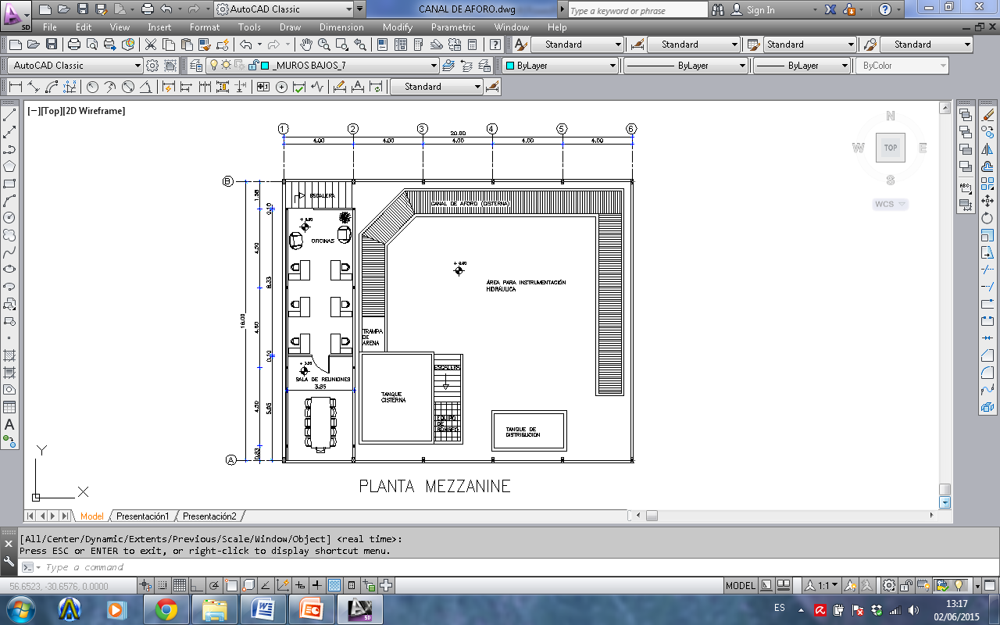 AutoCAD Classic
CANAL DE AFORO.dwg
Type a keyword or phrase
Sign In
File Edit View Insert Format Tools Draw Dimension Modify Parametric Window Help
Standard Standard Standard Standard
AutoCAD Classic
_MUROS BAJOS_7
ByLayer ByLayer ByLayer ByColor
Standard
[−][Top][2D Wireframe]
N
W TOP E
S
WCS
1 2 3 4 5 6
20.00
4.00 4.00 4.00 4.00 4.00
B
ESCALERA
CANAL DE AFORO (CISTERNA)
OFICINAS
ÁREA PARA INSTRUMENTACIÓN
HIDRÁULICA
TRAMPA
DE
ARENA
ESCALERA
SALA DE REUNIONES
3.85
TANQUE
CISTERNA
EQUIPO
DE
BOMBEO
TANQUE DE
DISTRIBUCION
A
PLANTA MEZZANINE
Y
X
Model Presentación1 Presentación2
[All/Center/Dynamic/Extents/Previous/Scale/Window/Object] <real time>:
Press ESC or ENTER to exit, or right-click to display shortcut menu.
Type a command
56.6523, -30.6576, 0.0000
MODEL
1:1
ES
13:17
02/06/2015